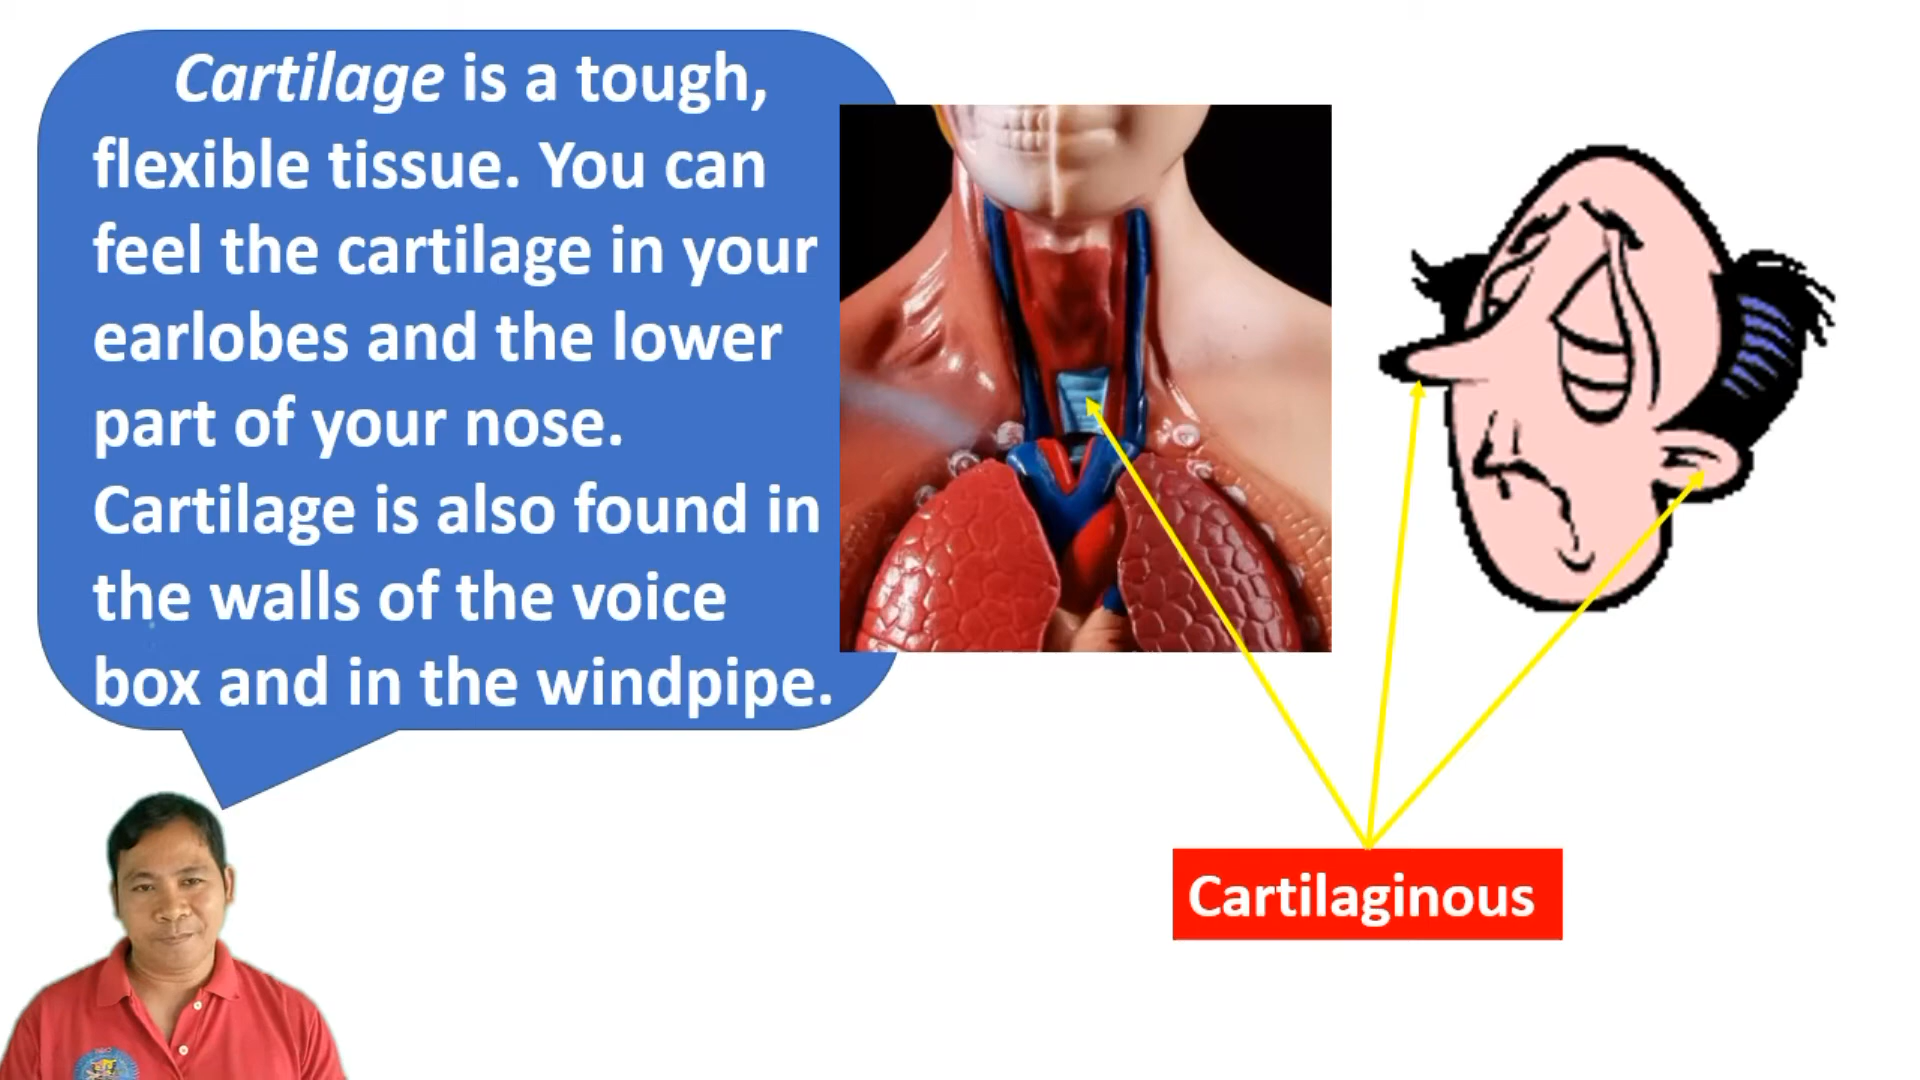 Cartilage is a tough,
flexible tissue. You can
feel the cartilage in your
earlobes and the lower
part of your nose.
Cartilage is also found in
the walls of the voice
box and in the windpipe.
Cartilaginous